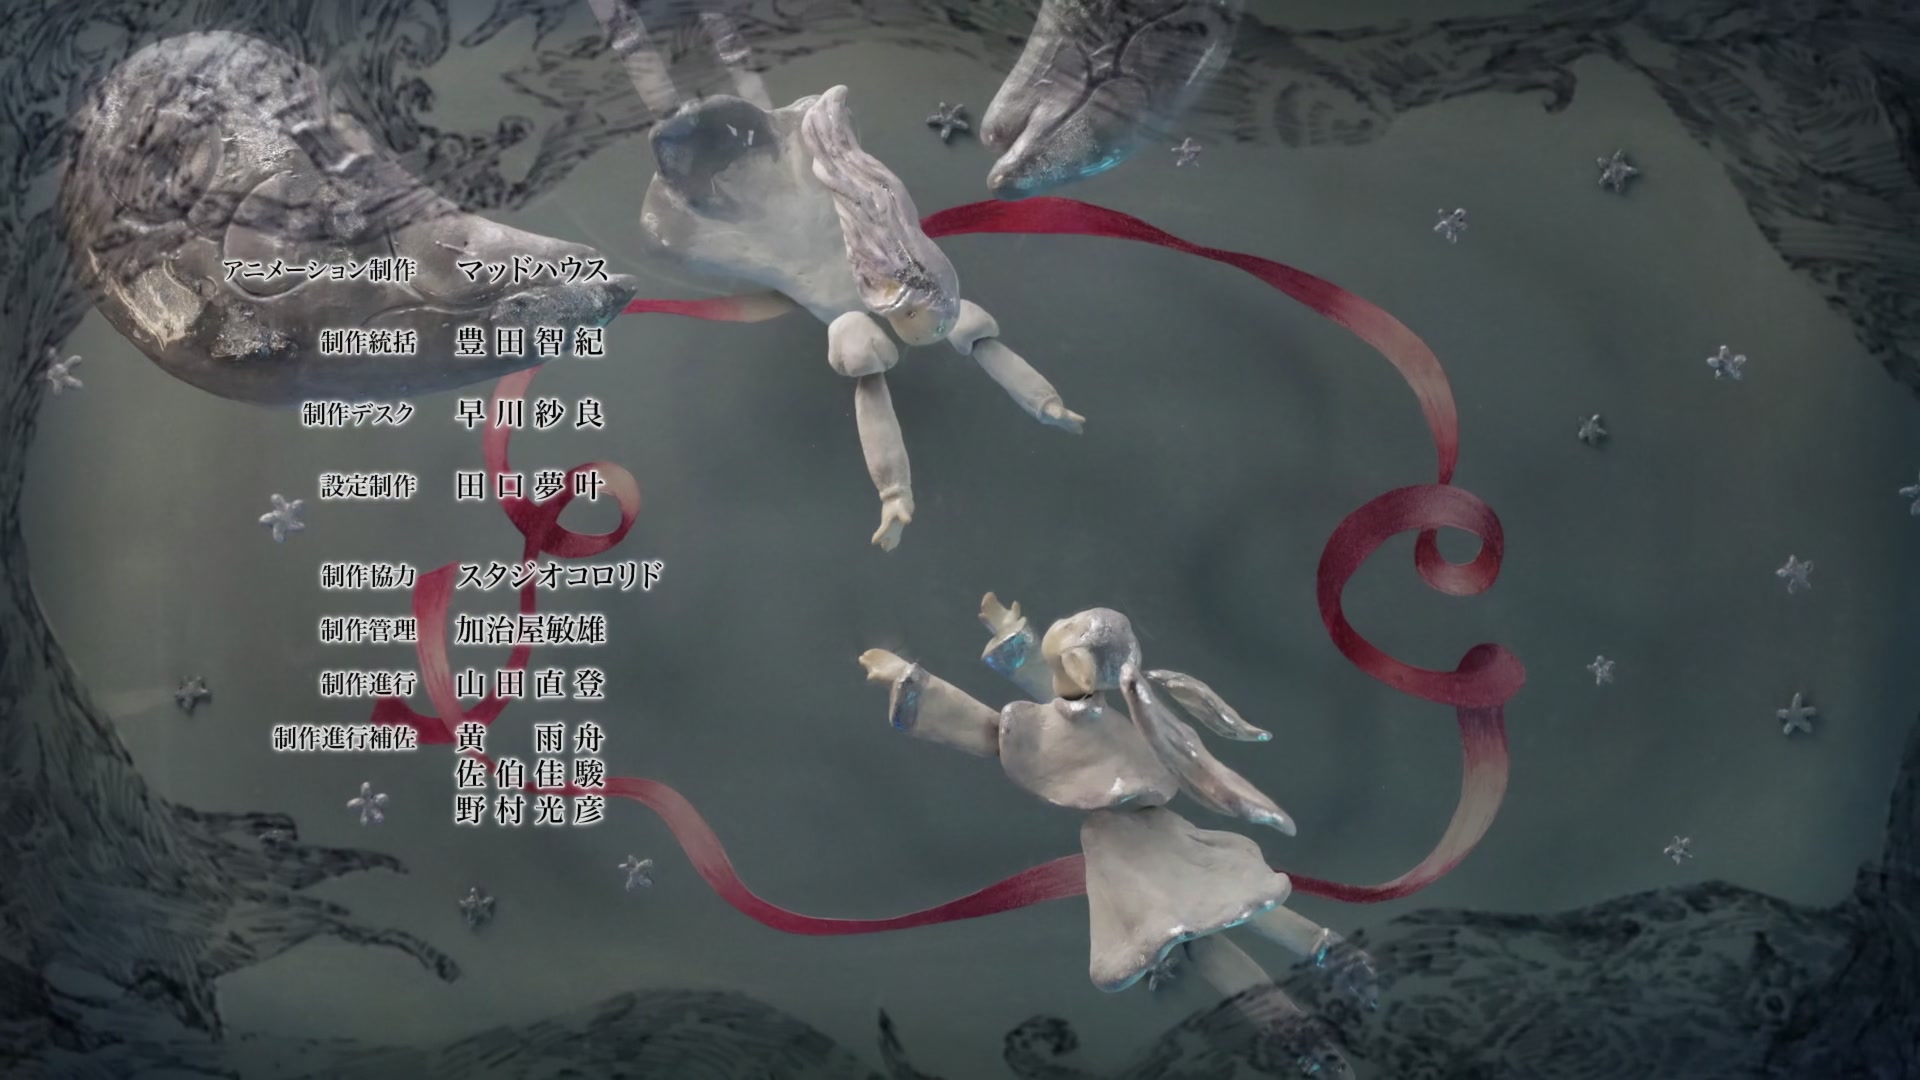 アニメーション制作 マッドハウス
制作統括 豊田智紀
制作デスク 早川紗良
設定制作 田口夢叶
制作協力 スタジオコロリド
制作管理 加治屋敏雄
制作進行 山田直登
制作進行補佐 黄 雨舟
佐伯佳駿
野村光彦